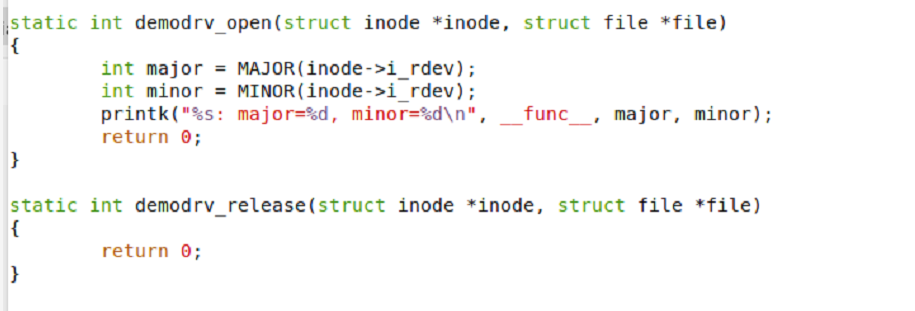 static int demodrv_open(struct inode *inode, struct file *file)
{
        int major = MAJOR(inode->i_rdev);
        int minor = MINOR(inode->i_rdev);
        printk("%s: major=%d, minor=%d\n", __func__, major, minor);
        return 0;
}

static int demodrv_release(struct inode *inode, struct file *file)
{
        return 0;
}